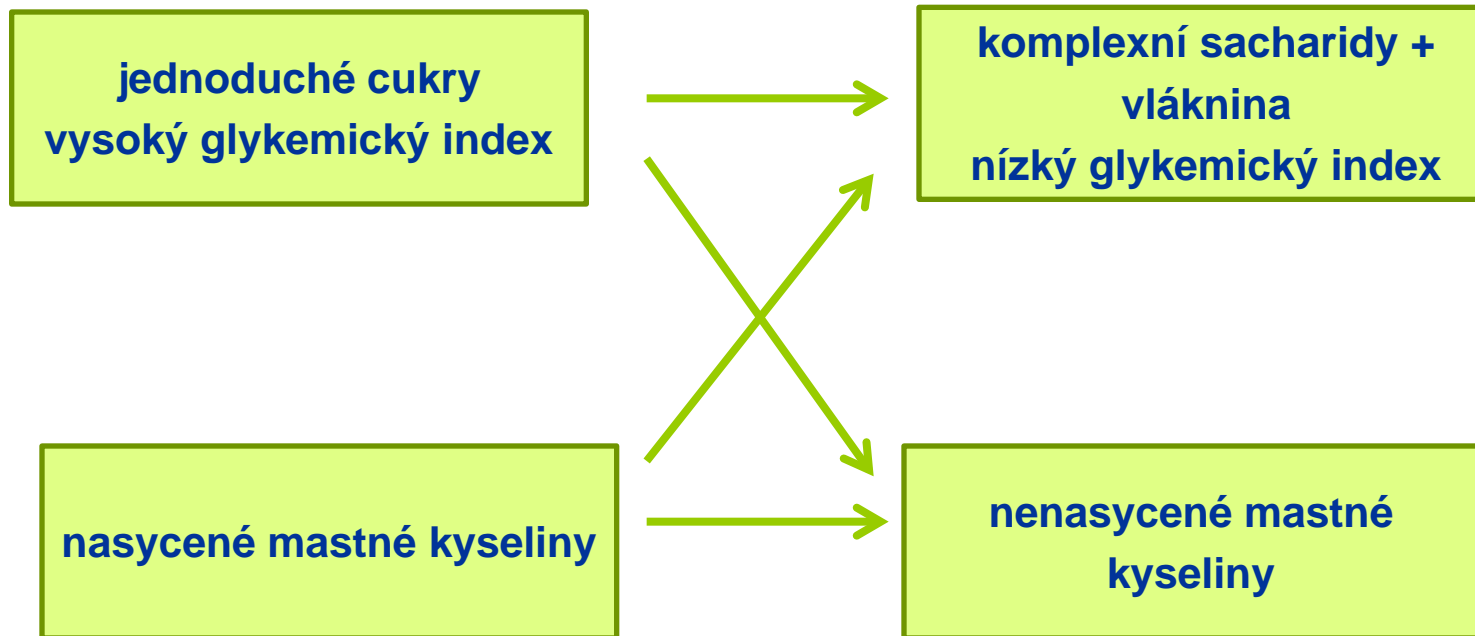 jednoduché cukry
vysoký glykemický index
komplexní sacharidy +
vláknina
nízký glykemický index
nasycené mastné kyseliny
nenasycené mastné
kyseliny